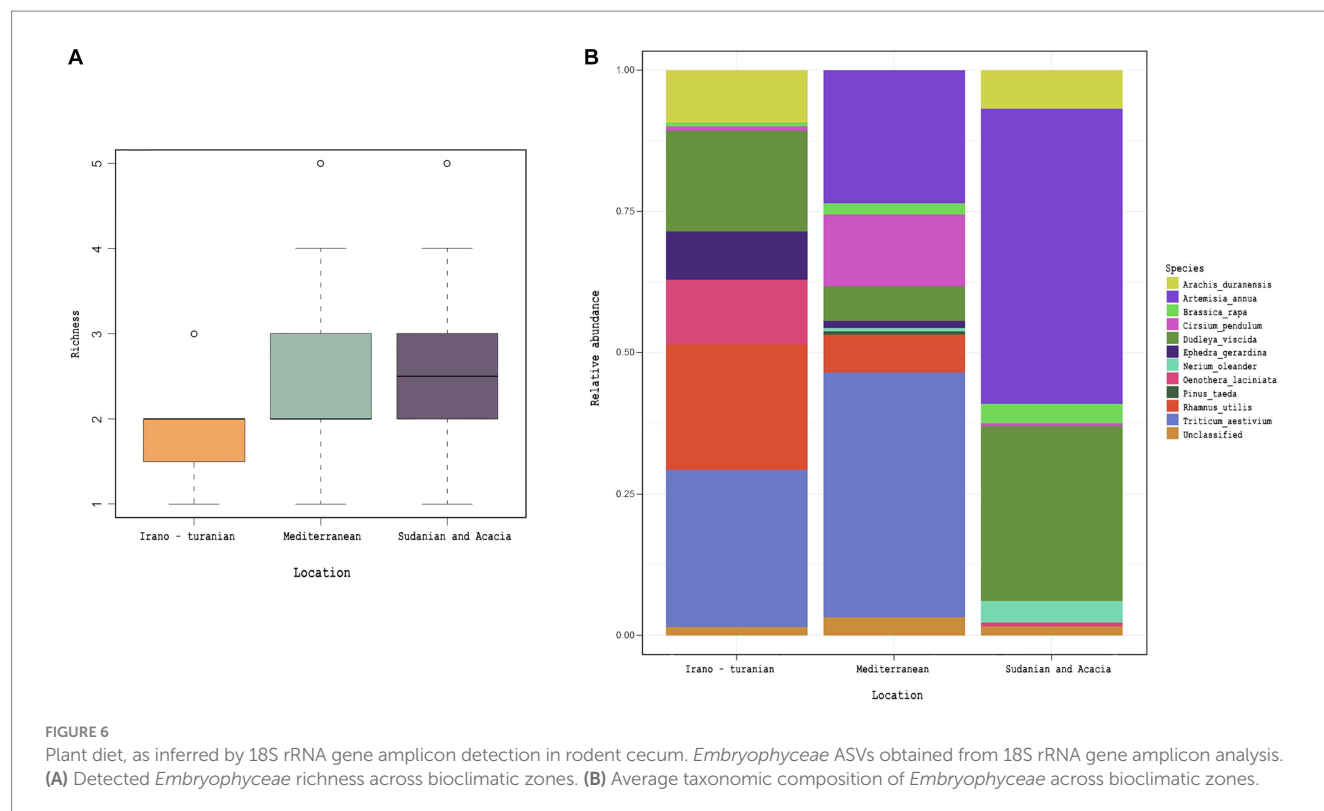 A
B
Richness
5
4
3
2
1
Irano - turanian
Mediterranean
Sudanian and Acacia
Location
Relative abundance
1.00
0.75
0.50
0.25
0.00
Irano - turanian
Mediterranean
Sudanian and Acacia
Location
Species
Arachis_duranensis
Artemisia_annua
Brassica_rapa
Cirsium_pendulum
Dudleya_viscida
Ephedra_gerardina
Nerium_oleander
Oenothera_laciniata
Pinus_taeda
Rhamnus_utilis
Triticum_aestivium
Unclassified
FIGURE 6
Plant diet, as inferred by 18S rRNA gene amplicon detection in rodent cecum. Embryophyceae ASVs obtained from 18S rRNA gene amplicon analysis.
(A) Detected Embryophyceae richness across bioclimatic zones. (B) Average taxonomic composition of Embryophyceae across bioclimatic zones.